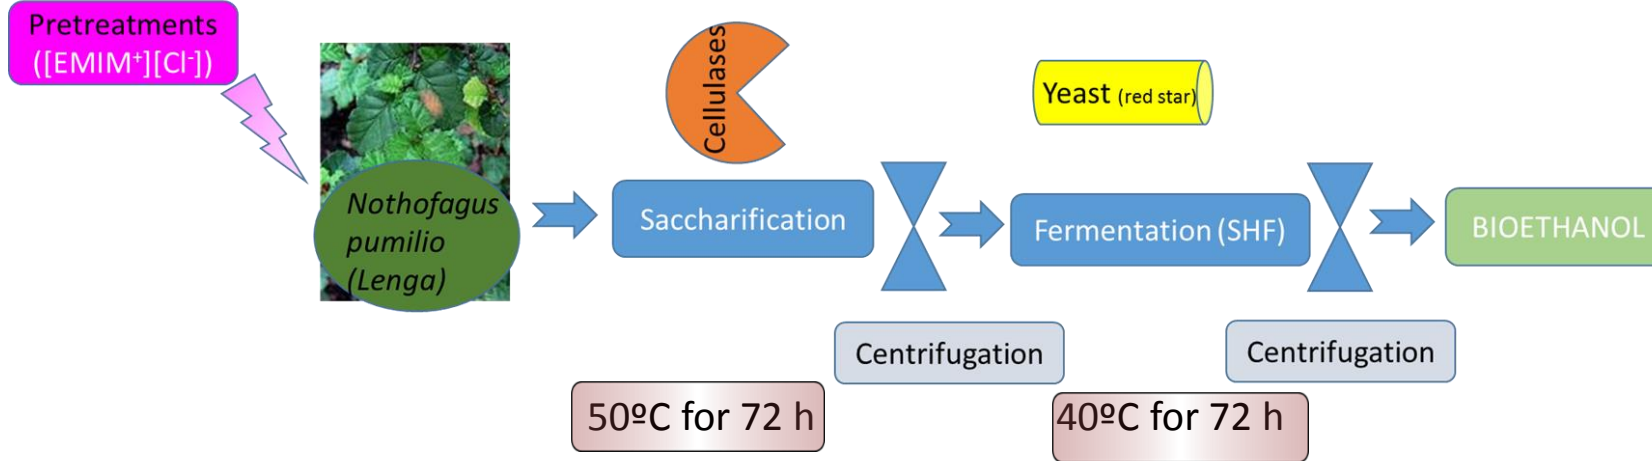 Pretreatments
([EMIM⁺][Cl⁻])
Nothofagus
pumilio
(Lenga)
Cellulases
Saccharification
Yeast (red star)
Fermentation (SHF)
BIOETHANOL
Centrifugation
Centrifugation
50ºC for 72 h
40ºC for 72 h